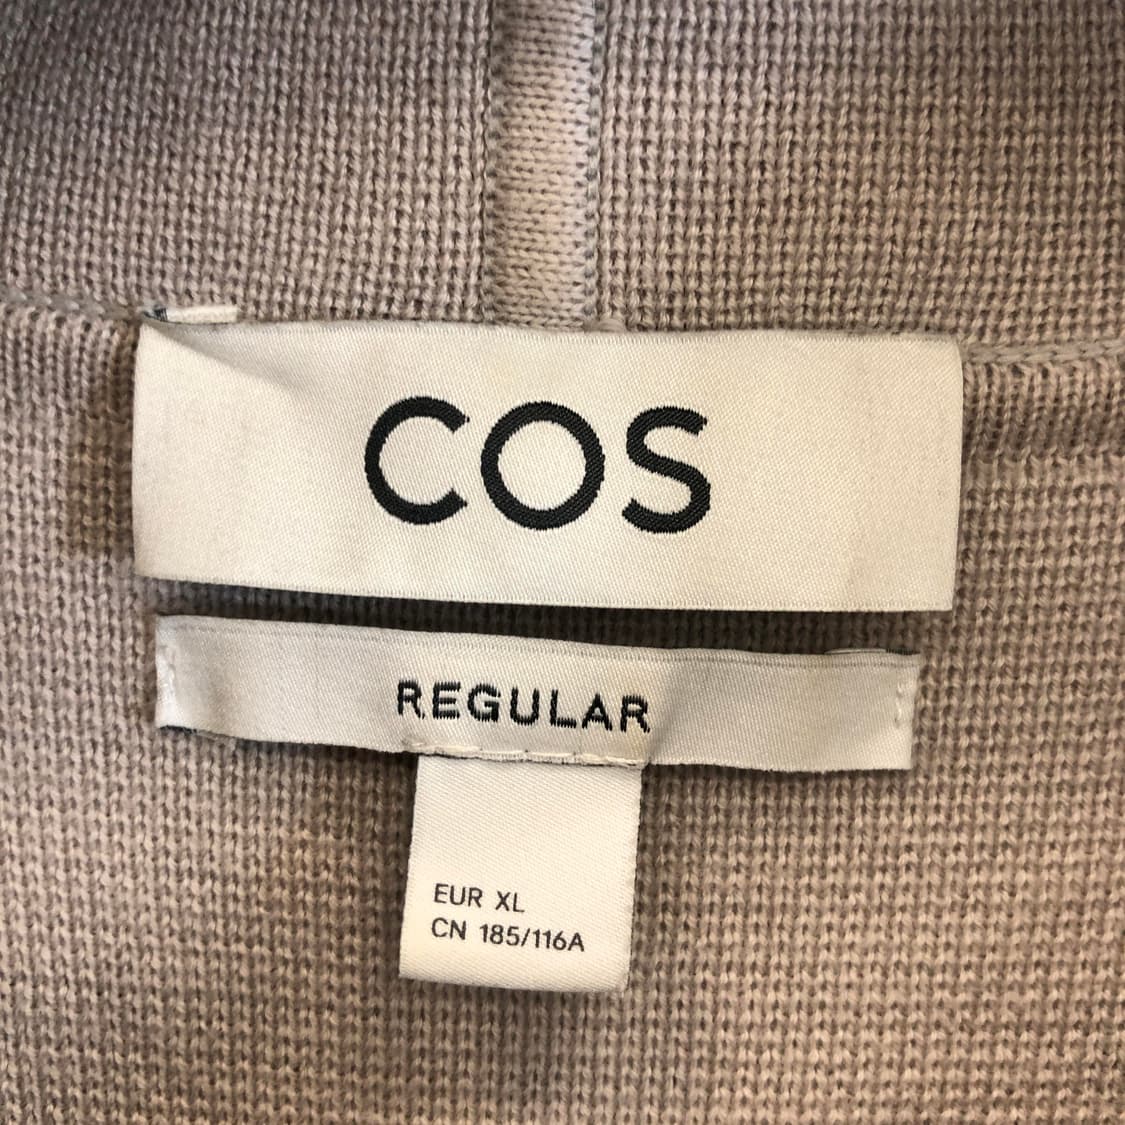 COS
REGULAR
EUR XL
CN 185/116A